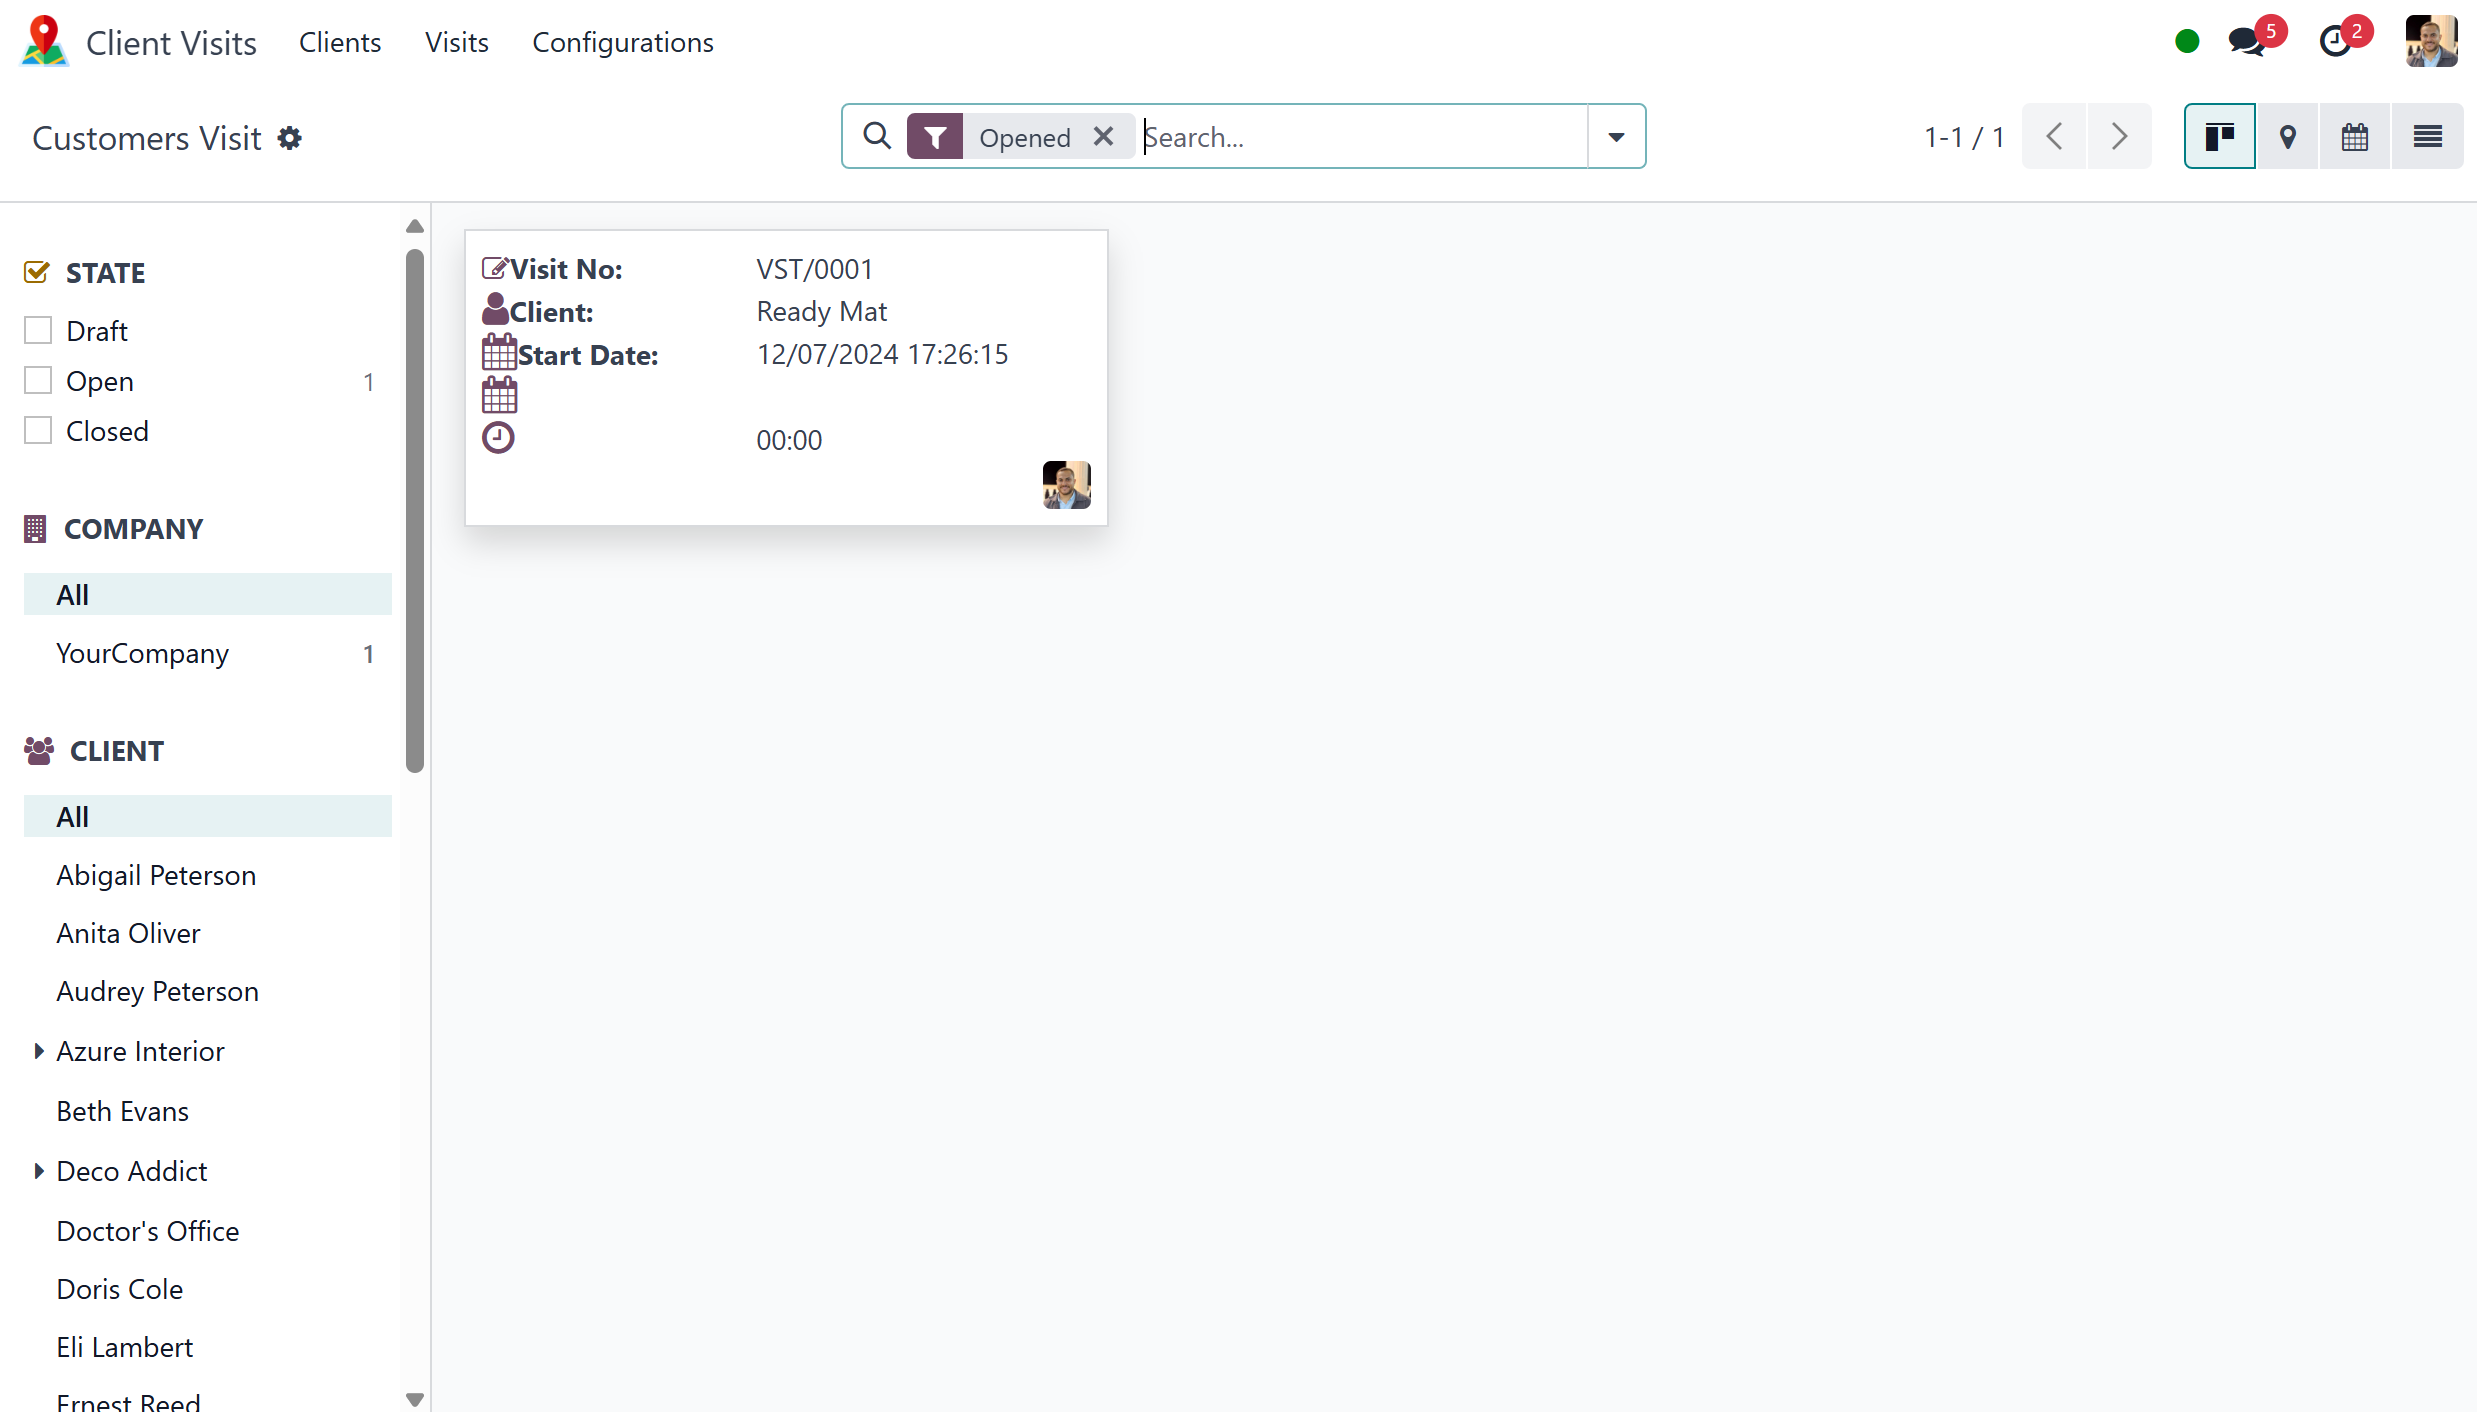 Client Visits Clients Visits Configurations 5 2
Customers Visit Opened Search... 1-1 / 1
STATE
Draft
Open 1
Closed
COMPANY
All
YourCompany 1
CLIENT
All
Abigail Peterson
Anita Oliver
Audrey Peterson
Azure Interior
Beth Evans
Deco Addict
Doctor's Office
Doris Cole
Eli Lambert
Ernest Reed
Visit No: VST/0001
Client: Ready Mat
Start Date: 12/07/2024 17:26:15
00:00